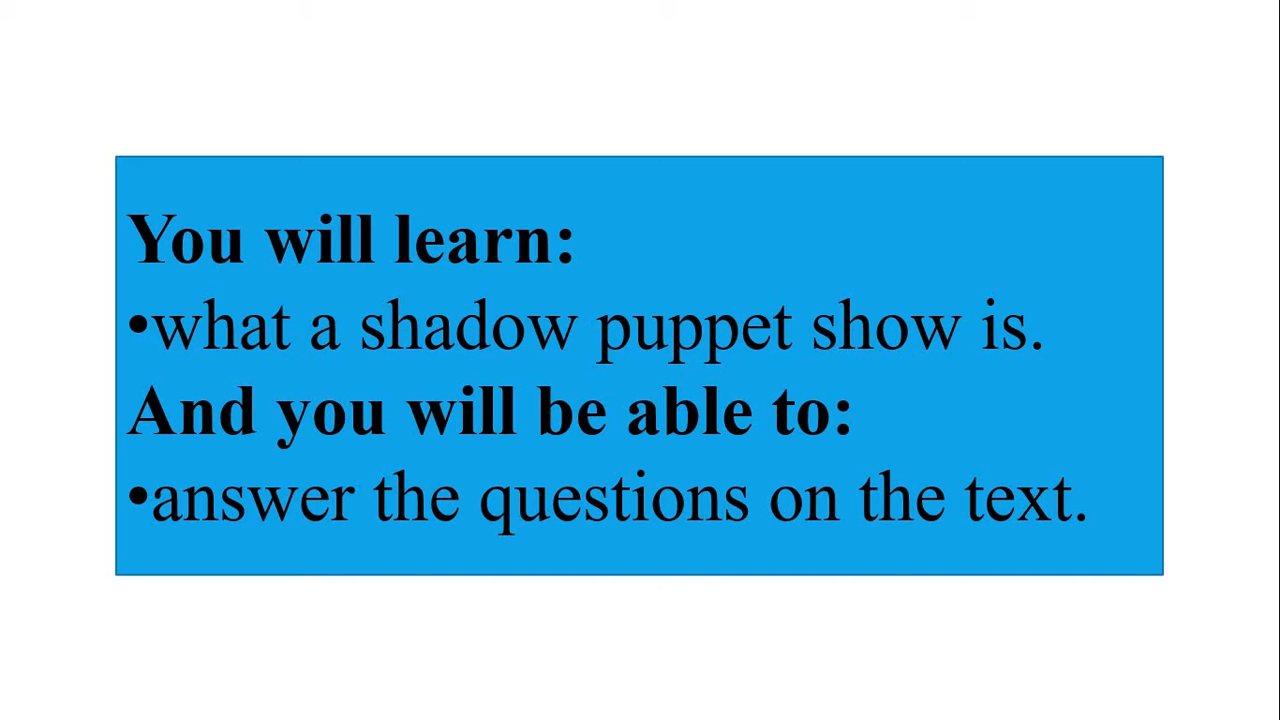 You will learn:
•what a shadow puppet show is.
And you will be able to:
•answer the questions on the text.